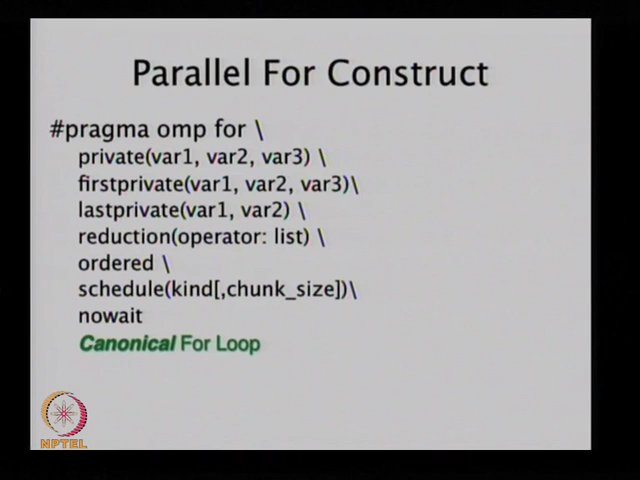 Parallel For Construct
#pragma omp for \
private(var1, var2, var3) \
firstprivate(var1, var2, var3)\
lastprivate(var1, var2) \
reduction(operator: list) \
ordered \
schedule(kind[,chunk_size])\
nowait
Canonical For Loop
NPTEL